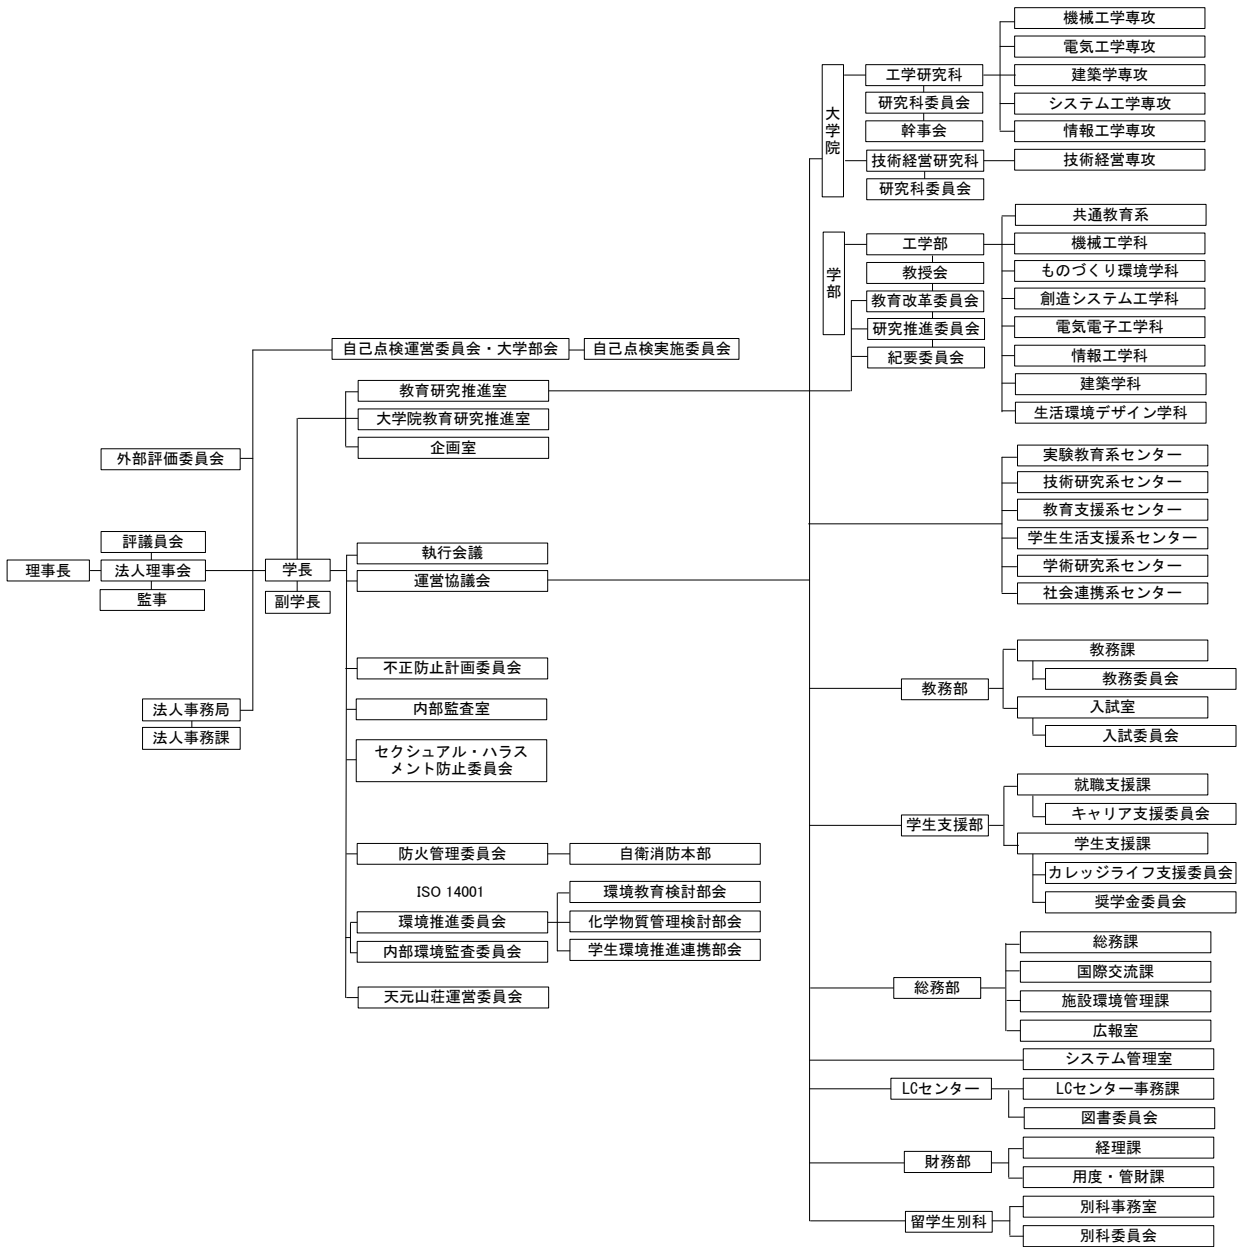 理事長
評議員会
法人理事会
監事
外部評価委員会
法人事務局
法人事務課
自己点検運営委員会・大学部会
自己点検実施委員会
学長
副学長
教育研究推進室
大学院教育研究推進室
企画室
執行会議
運営協議会
不正防止計画委員会
内部監査室
セクシュアル・ハラス
メント防止委員会
防火管理委員会
自衛消防本部
ISO 14001
環境推進委員会
内部環境監査委員会
環境教育検討部会
化学物質管理検討部会
学生環境推進連携部会
天元山荘運営委員会
大学院
工学研究科
研究科委員会
幹事会
技術経営研究科
研究科委員会
機械工学専攻
電気工学専攻
建築学専攻
システム工学専攻
情報工学専攻
技術経営専攻
学部
工学部
教授会
教育改革委員会
研究推進委員会
紀要委員会
共通教育系
機械工学科
ものづくり環境学科
創造システム工学科
電気電子工学科
情報工学科
建築学科
生活環境デザイン学科
実験教育系センター
技術研究系センター
教育支援系センター
学生生活支援系センター
学術研究系センター
社会連携系センター
教務部
教務課
教務委員会
入試室
入試委員会
学生支援部
就職支援課
キャリア支援委員会
学生支援課
カレッジライフ支援委員会
奨学金委員会
総務部
総務課
国際交流課
施設環境管理課
広報室
システム管理室
LCセンター
LCセンター事務課
図書委員会
財務部
経理課
用度・管財課
留学生別科
別科事務室
別科委員会